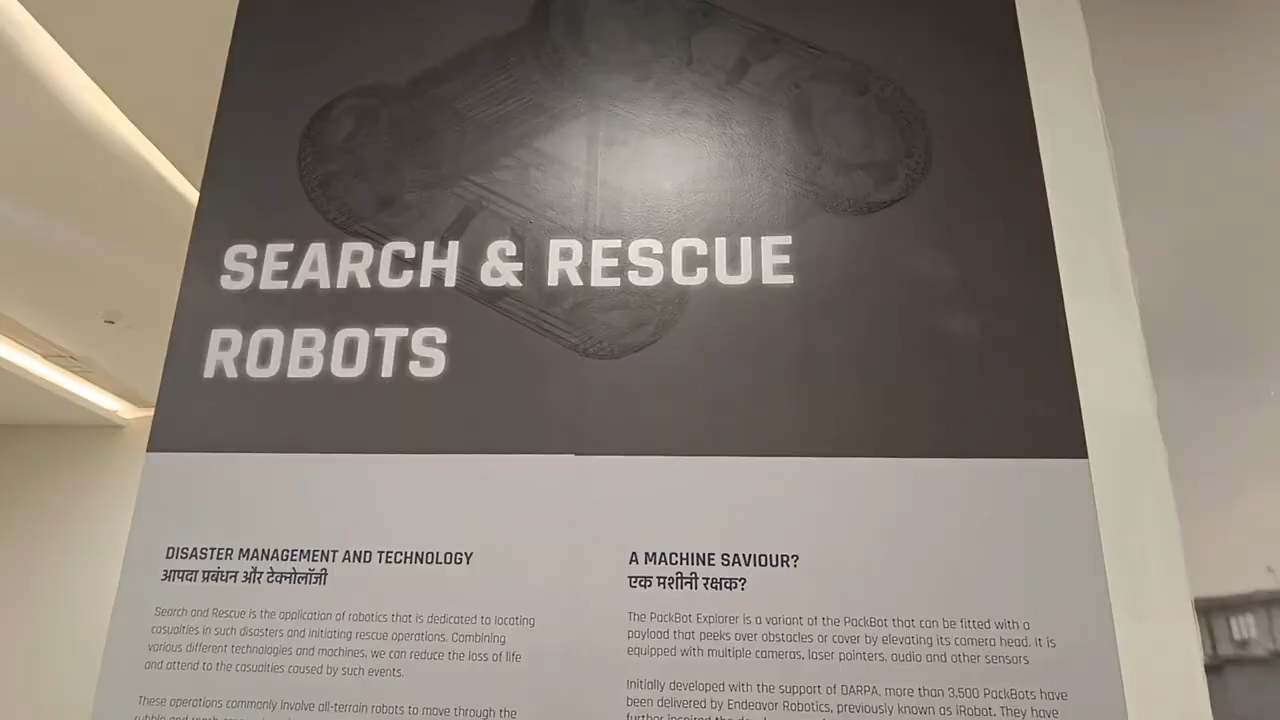 SEARCH & RESCUE
ROBOTS
DISASTER MANAGEMENT AND TECHNOLOGY
आपदा प्रबंधन और टेक्नोलॉजी
Search and Rescue is the application of robotics that is dedicated to locating
casualties in such disasters and initiating rescue operations. Combining
various different technologies and machines, we can reduce the loss of life
and attend to the casualties caused by such events.
These operations commonly involve all-terrain robots to move through the
rubble and reach
A MACHINE SAVIOUR?
एक मशीनी रक्षक?
The PackBot Explorer is a variant of the PackBot that can be fitted with a
payload that peeks over obstacles or cover by elevating its camera head. It is
equipped with multiple cameras, laser pointers, audio and other sensors
Initially developed with the support of DARPA, more than 3,500 PackBots have
been delivered by Endeavor Robotics, previously known as iRobot. They have
further inspired the